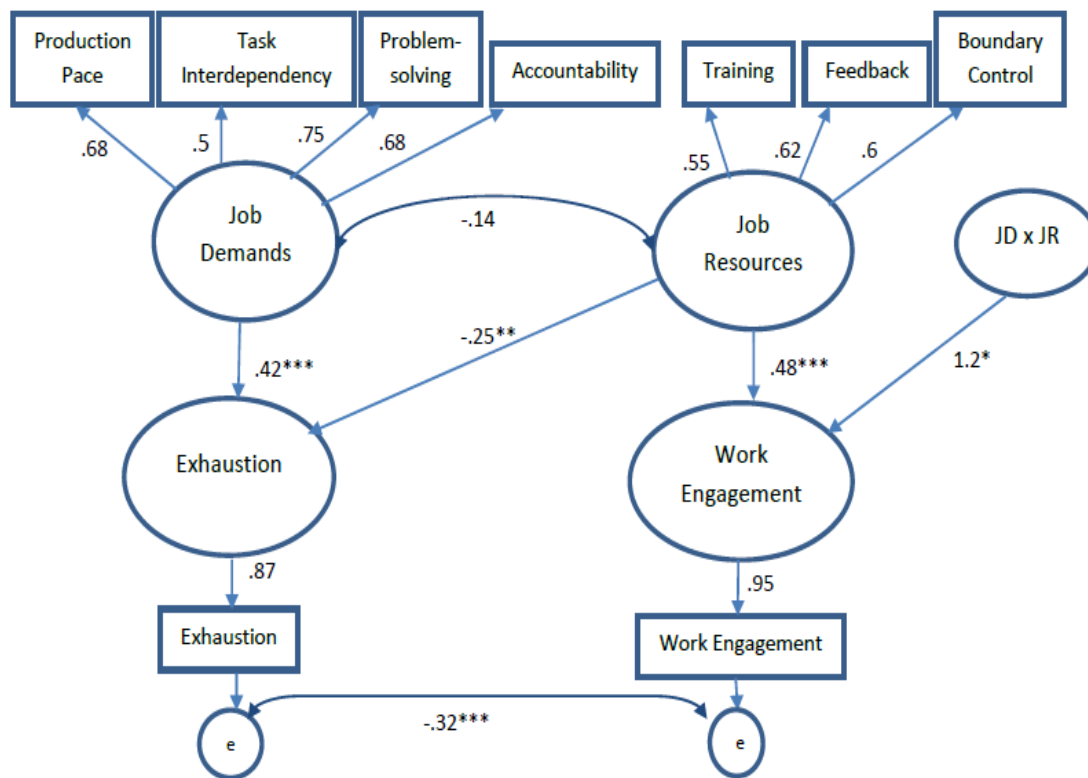 Production
Pace
Task
Interdependency
Problem-
solving
Accountability
Training
Feedback
Boundary
Control
.68
.5
.75
.68
.55
.62
.6
Job
Demands
-.14
Job
Resources
JD x JR
.42***
-.25**
.48***
1.2*
Exhaustion
Work
Engagement
.87
.95
Exhaustion
Work Engagement
e
-.32***
e